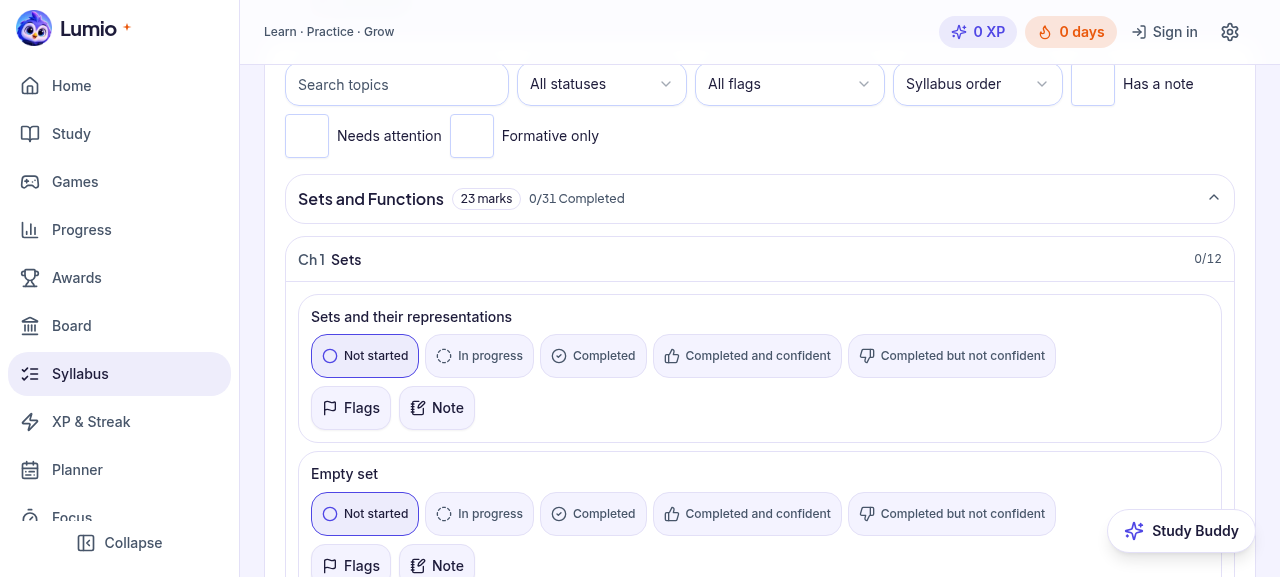 Lumio
Learn · Practice · Grow
0 XP
0 days
Sign in
Home
Study
Games
Progress
Awards
Board
Syllabus
XP & Streak
Planner
Focus
Collapse
Search topics
All statuses
All flags
Syllabus order
Has a note
Needs attention
Formative only
Sets and Functions 23 marks 0/31 Completed
Ch 1 Sets 0/12
Sets and their representations
Not started In progress Completed Completed and confident Completed but not confident
Flags Note
Empty set
Not started In progress Completed Completed and confident Completed but not confident
Flags Note
Study Buddy